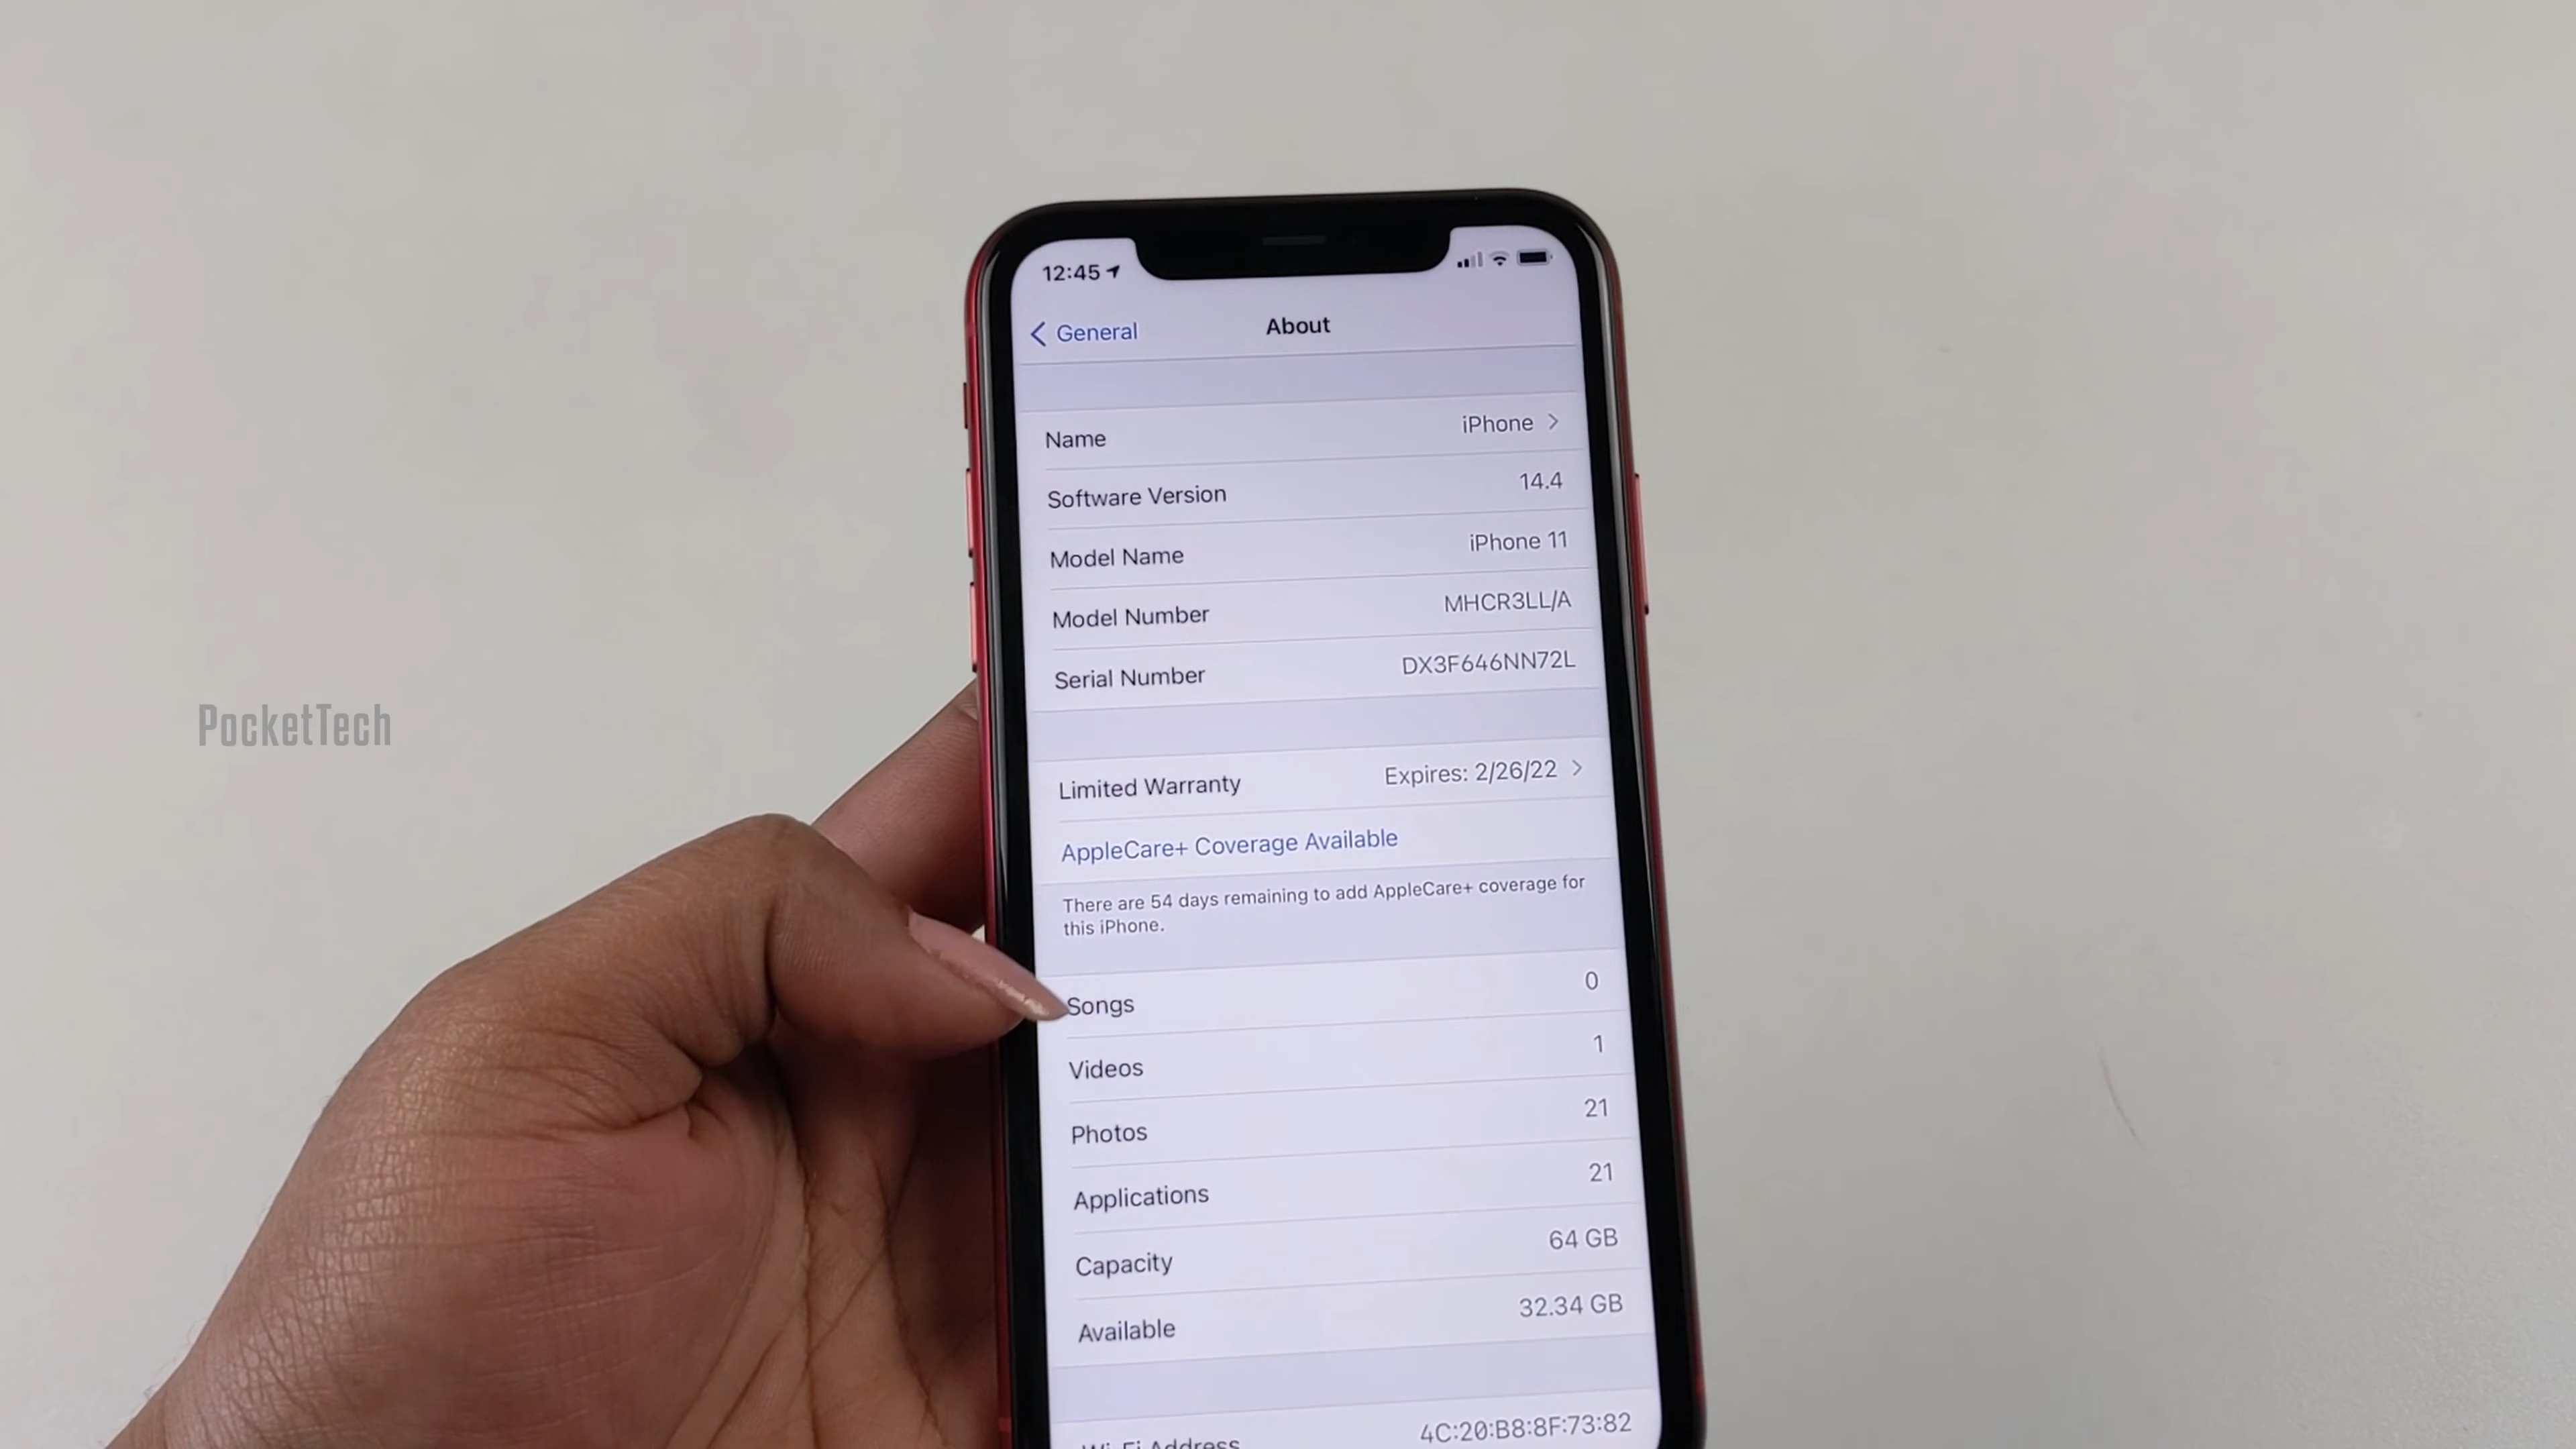 12:45
General
About
Name
iPhone
Software Version
14.4
Model Name
iPhone 11
Model Number
MHCR3LL/A
Serial Number
DX3F646NN72L
Limited Warranty
Expires: 2/26/22
AppleCare+ Coverage Available
There are 54 days remaining to add AppleCare+ coverage for
this iPhone.
Songs
0
Videos
1
Photos
21
Applications
21
Capacity
64 GB
Available
32.34 GB
Wi-Fi Address
4C:20:B8:8F:73:82
PocketTech